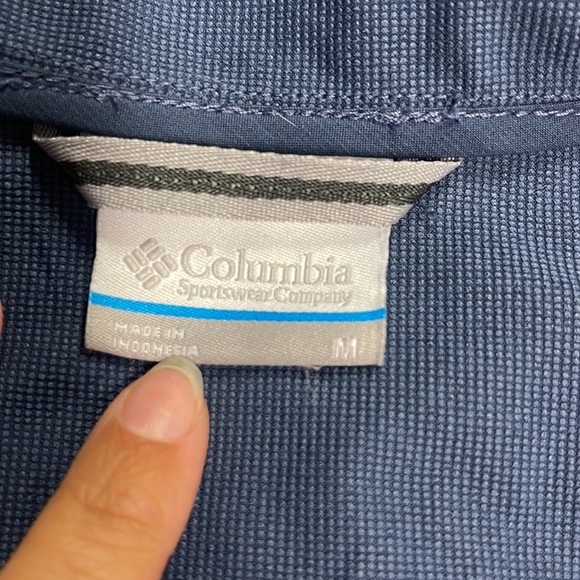 Columbia
Sportswear Company
MADE IN
INDONESIA
M